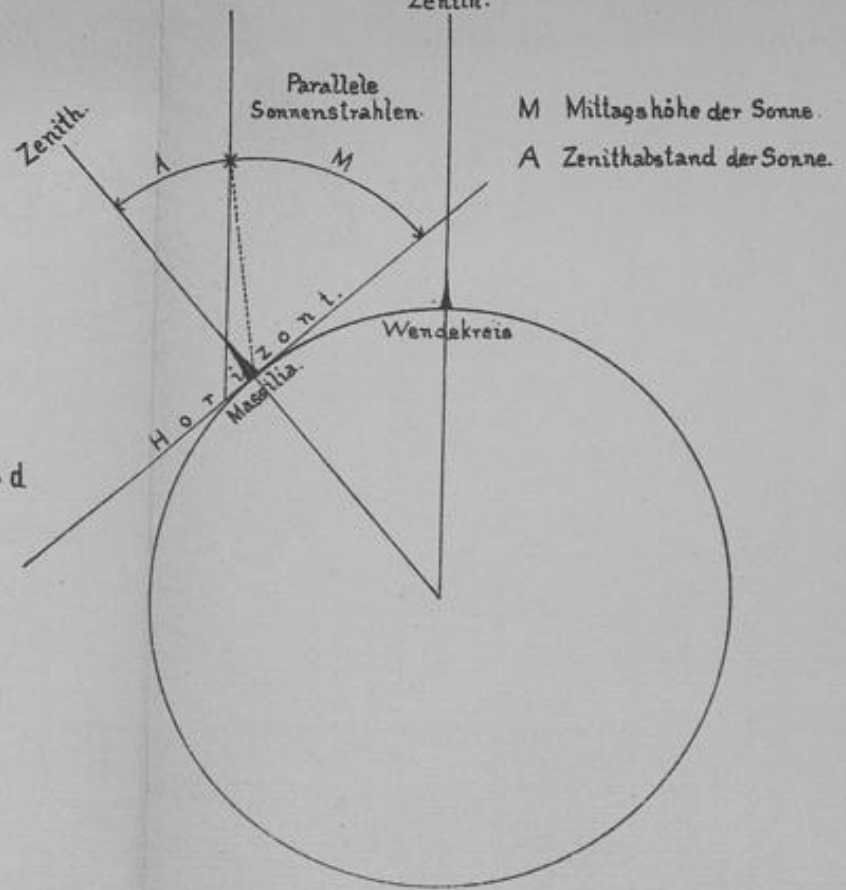 Zenith.
Parallele
Sonnenstrahlen.
M Mittagshöhe der Sonne.
A Zenithabstand der Sonne.
Zenith.
A
M
Horizont.
Wendekreis
Massilia.
d